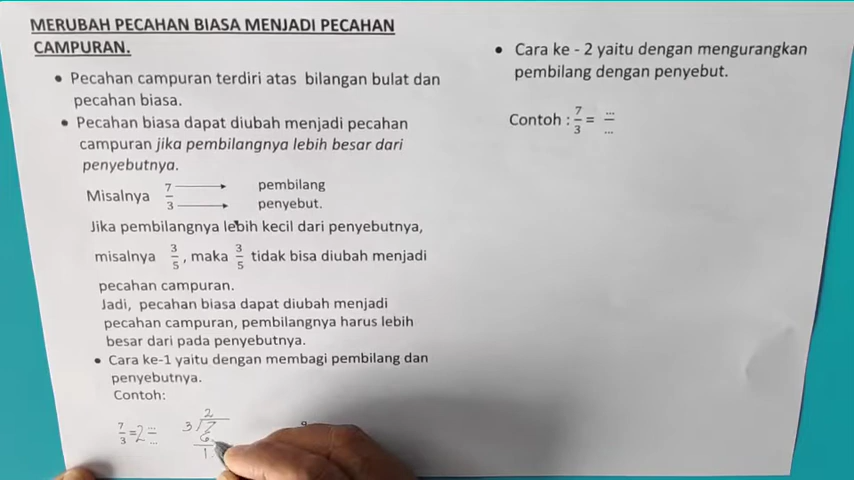 MERUBAH PECAHAN BIASA MENJADI PECAHAN
CAMPURAN.
• Pecahan campuran terdiri atas bilangan bulat dan
pecahan biasa.
• Pecahan biasa dapat diubah menjadi pecahan
campuran jika pembilangnya lebih besar dari
penyebutnya.
Misalnya 7/3 → pembilang
→ penyebut.
Jika pembilangnya lebih kecil dari penyebutnya,
misalnya 3/5, maka 3/5 tidak bisa diubah menjadi
pecahan campuran.
Jadi, pecahan biasa dapat diubah menjadi
pecahan campuran, pembilangnya harus lebih
besar dari pada penyebutnya.
• Cara ke-1 yaitu dengan membagi pembilang dan
penyebutnya.
Contoh:
7/3 = 2 .../...
2
3 7
6
1
• Cara ke - 2 yaitu dengan mengurangkan
pembilang dengan penyebut.
Contoh : 7/3 = .../...